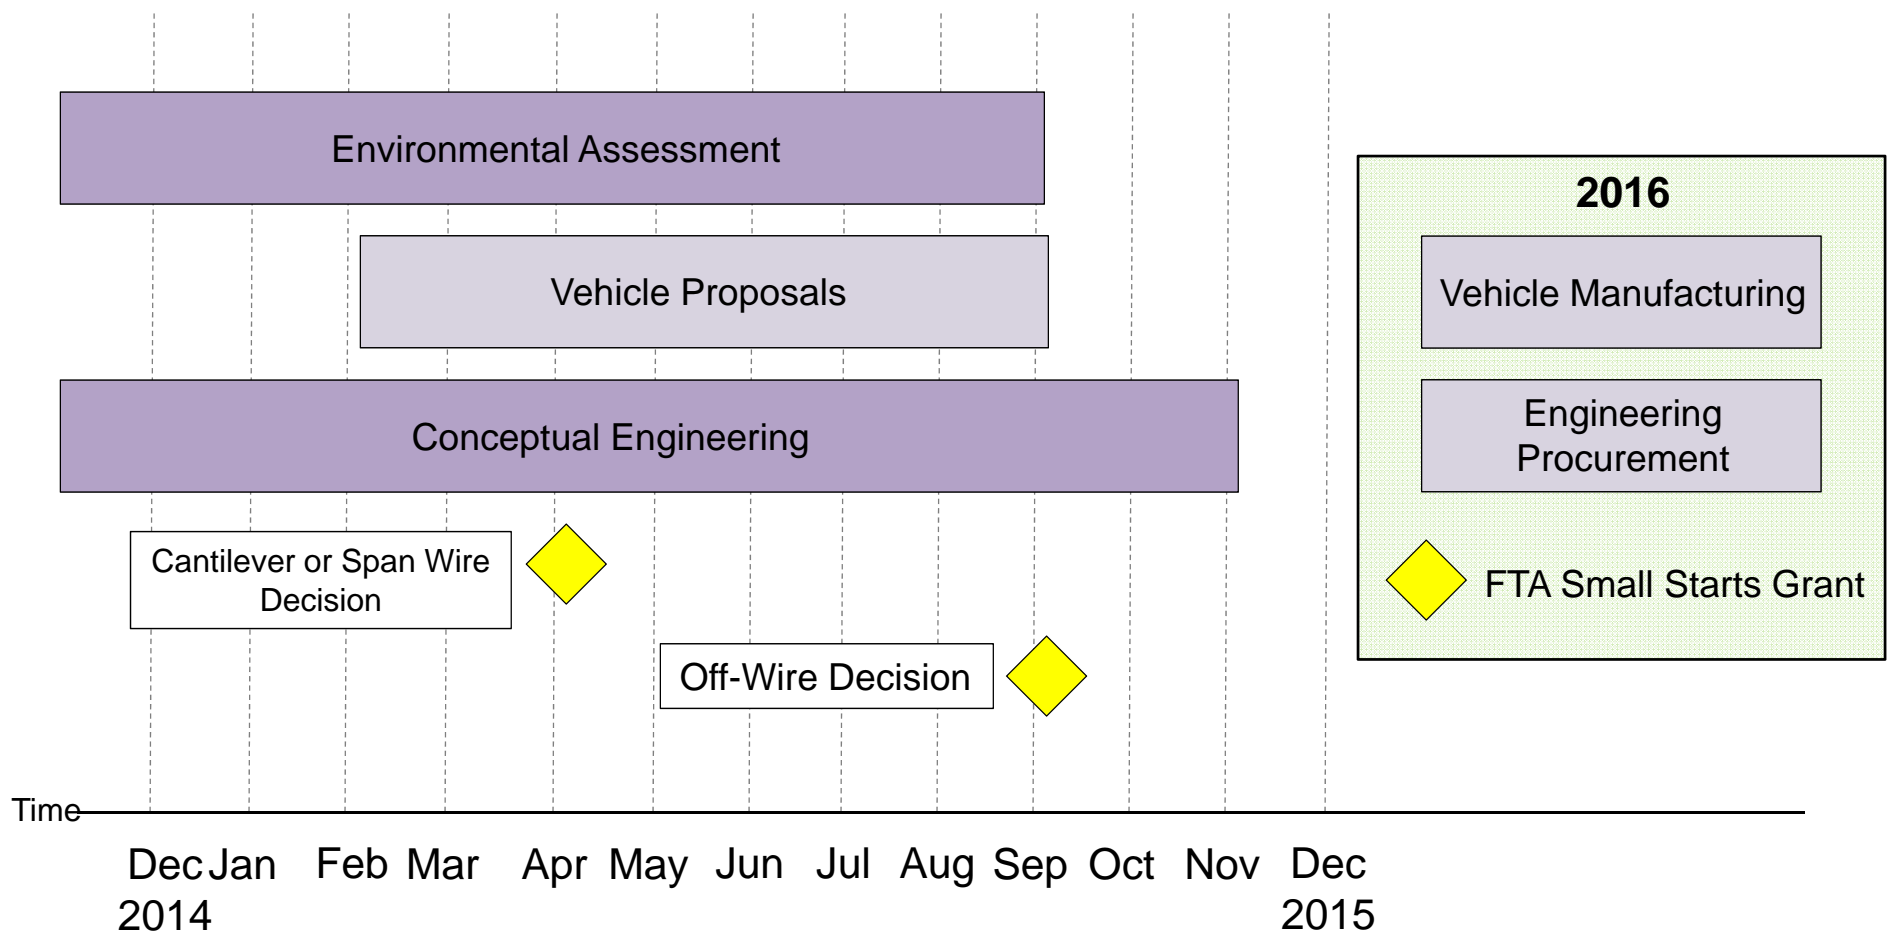 Environmental Assessment
2016
Vehicle Proposals
Vehicle Manufacturing
Conceptual Engineering
Engineering
Procurement
Cantilever or Span Wire
Decision
FTA Small Starts Grant
Off-Wire Decision
Time
Dec Jan Feb Mar Apr May Jun Jul Aug Sep Oct Nov Dec
2014 2015